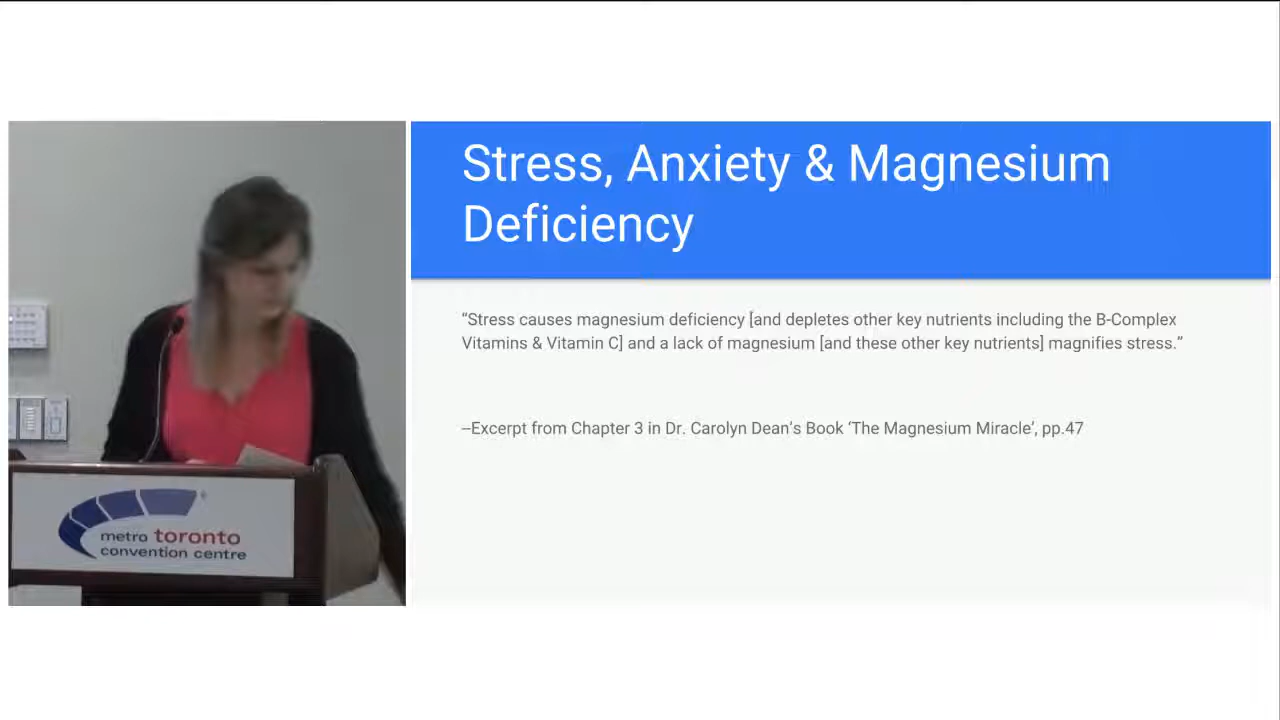 Stress, Anxiety & Magnesium
Deficiency
“Stress causes magnesium deficiency [and depletes other key nutrients including the B-Complex
Vitamins & Vitamin C] and a lack of magnesium [and these other key nutrients] magnifies stress.”
–Excerpt from Chapter 3 in Dr. Carolyn Dean’s Book ‘The Magnesium Miracle’, pp.47
metro toronto
convention centre